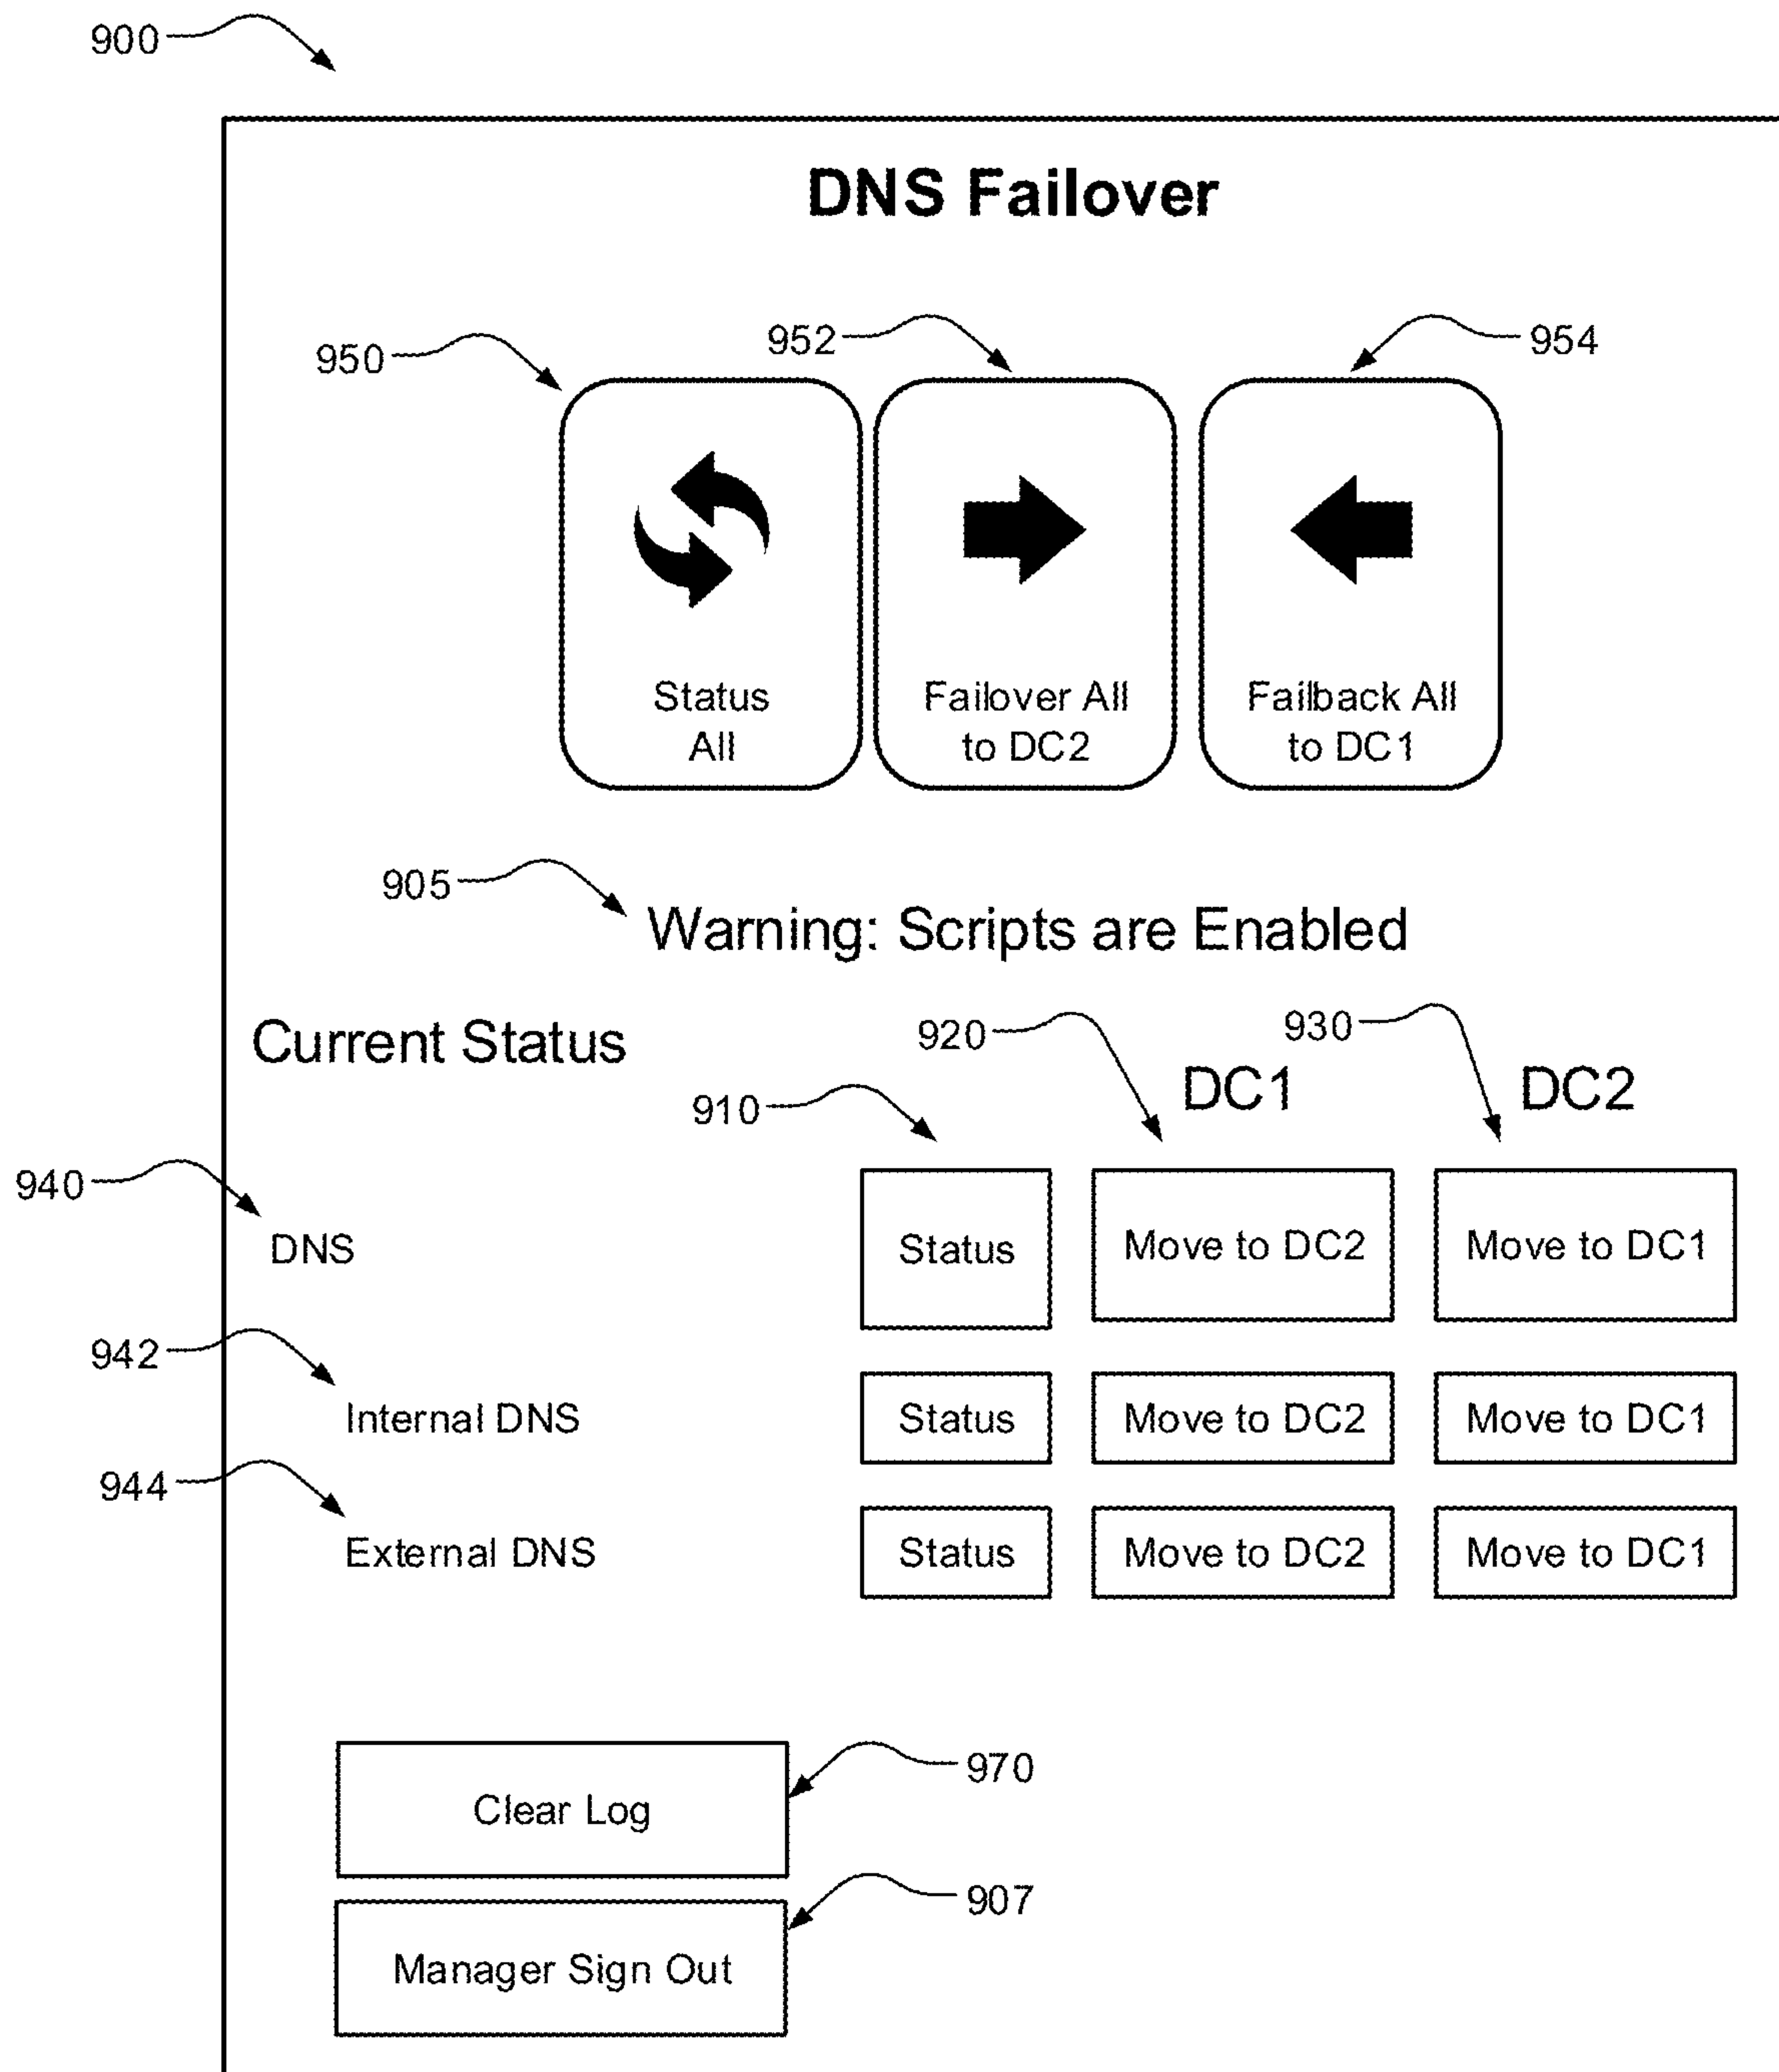 900
DNS Failover
950
952
954
Status
All
Failover All
to DC2
Failback All
to DC1
905
Warning: Scripts are Enabled
Current Status
920
930
910
DC1
DC2
940
DNS
Status
Move to DC2
Move to DC1
942
Internal DNS
Status
Move to DC2
Move to DC1
944
External DNS
Status
Move to DC2
Move to DC1
970
Clear Log
907
Manager Sign Out